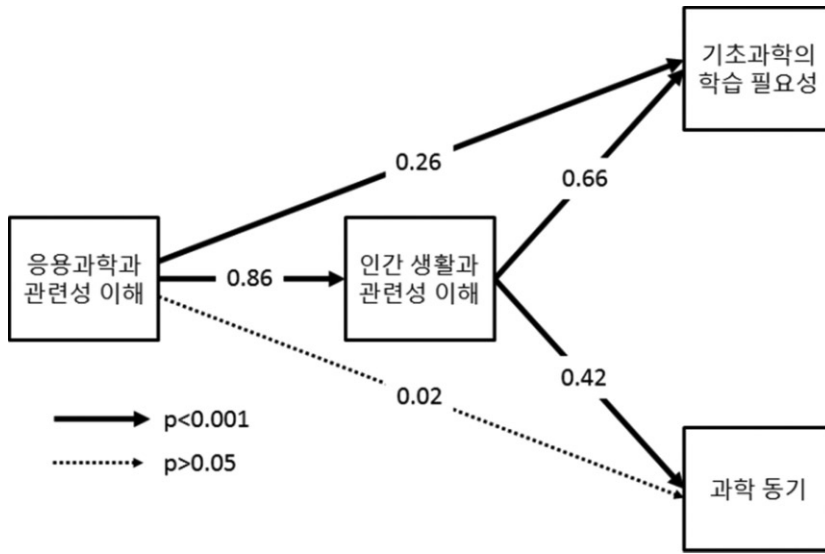 기초과학의
학습 필요성
0.26
0.66
응용과학과
관련성 이해
0.86
인간 생활과
관련성 이해
0.42
0.02
p<0.001
p>0.05
과학 동기